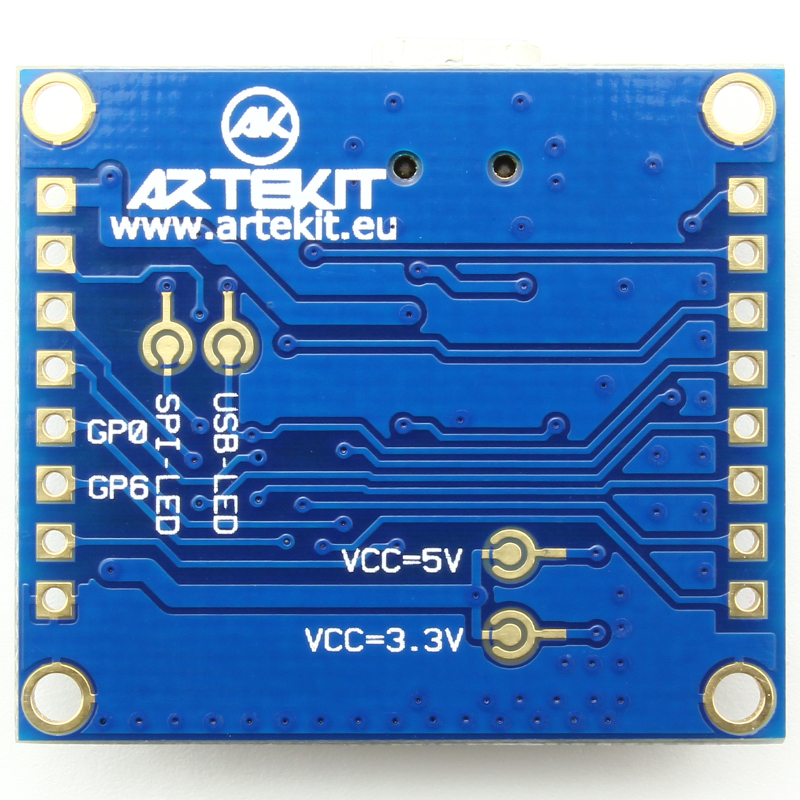 AK
ARTEKIT
www.artekit.eu
SPI-LED
USB-LED
GP0
GP6
VCC=5V
VCC=3.3V